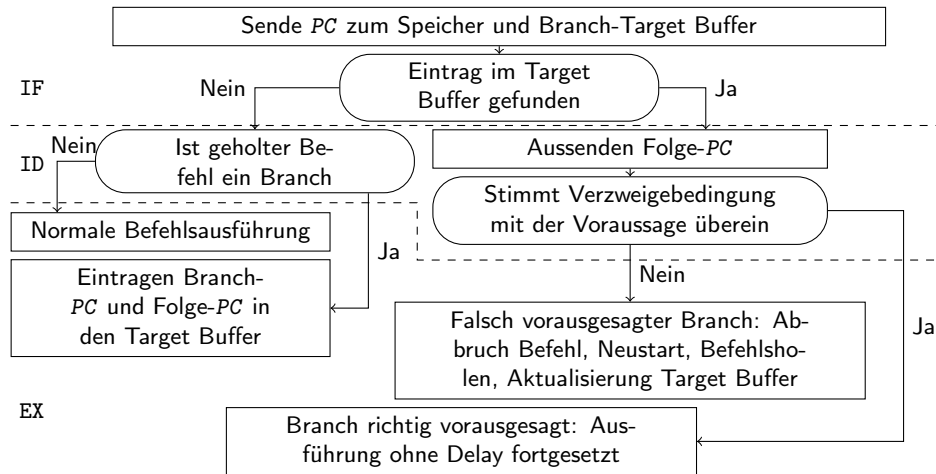 Sende PC zum Speicher und Branch-Target Buffer
Eintrag im Target
Buffer gefunden
Nein
Ja
IF
Nein
Ist geholter Be-
fehl ein Branch
Aussenden Folge-PC
ID
Stimmt Verzweigebedingung
mit der Voraussage überein
Normale Befehlsausführung
Ja
Nein
Eintragen Branch-
PC und Folge-PC in
den Target Buffer
Falsch vorausgesagter Branch: Ab-
bruch Befehl, Neustart, Befehlsho-
len, Aktualisierung Target Buffer
Ja
EX
Branch richtig vorausgesagt: Aus-
führung ohne Delay fortgesetzt